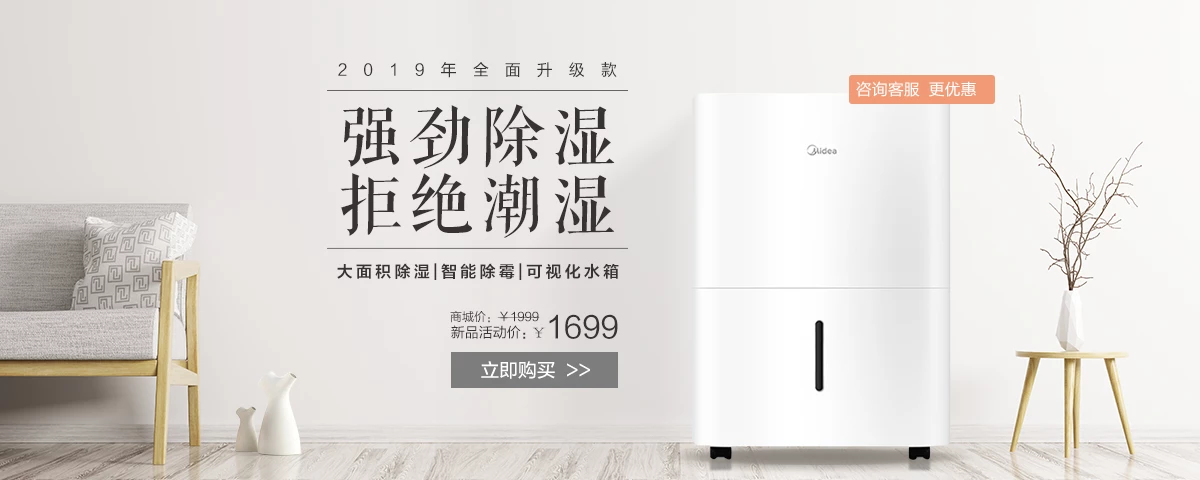 2019年全面升级款
强劲除湿
拒绝潮湿
大面积除湿|智能除霉|可视化水箱
商城价：￥1999
新品活动价：￥1699
立即购买 >>
咨询客服 更优惠
Midea